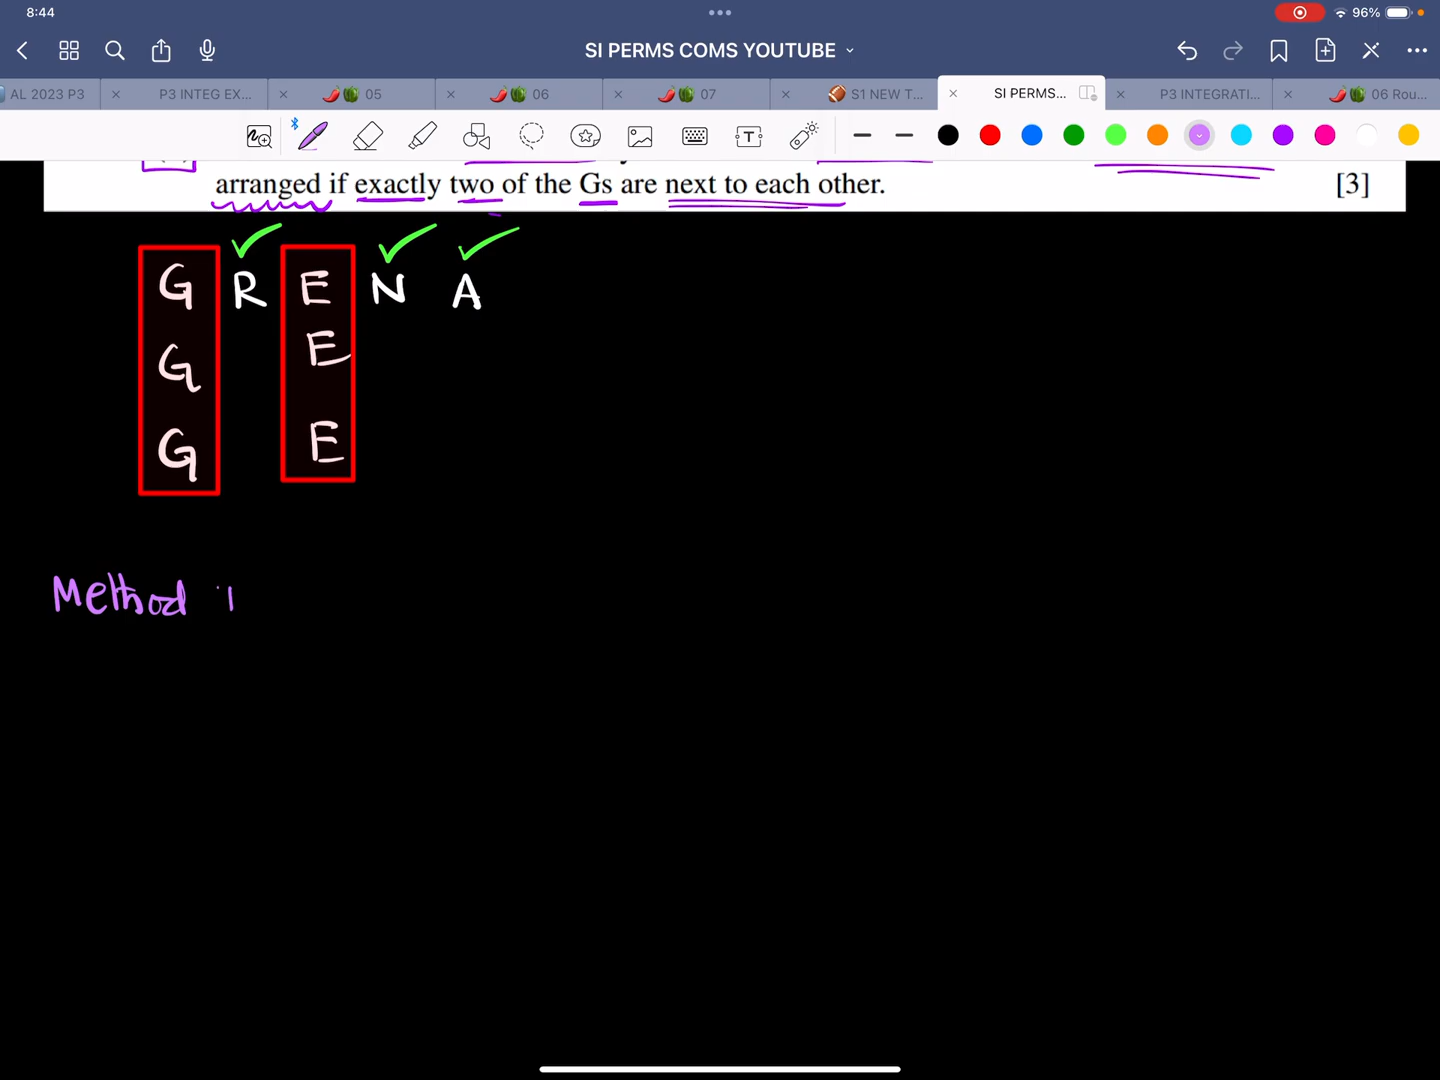 8:44
96%
SI PERMS COMS YOUTUBE
AL 2023 P3
P3 INTEG EX...
05
06
07
S1 NEW T...
SI PERMS...
P3 INTEGRATI...
06 Rou...
arranged if exactly two of the Gs are next to each other. [3]
G R E N A
G E
G E
Method